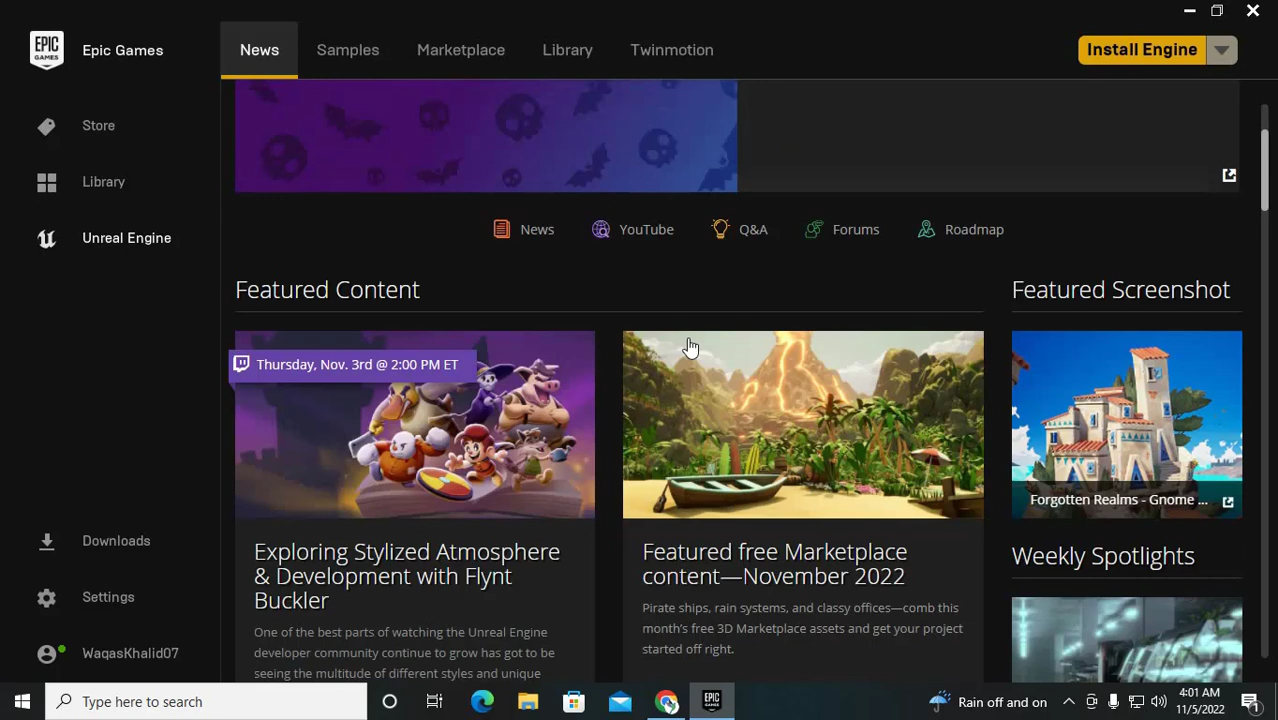 EPIC
GAMES
Epic Games
News
Samples
Marketplace
Library
Twinmotion
Install Engine
Store
Library
Unreal Engine
News
YouTube
Q&A
Forums
Roadmap
Featured Content
Featured Screenshot
Thursday, Nov. 3rd @ 2:00 PM ET
Forgotten Realms - Gnome ...
Exploring Stylized Atmosphere
& Development with Flynt
Buckler
One of the best parts of watching the Unreal Engine
developer community continue to grow has got to be
seeing the multitude of different styles and unique
Featured free Marketplace
content—November 2022
Pirate ships, rain systems, and classy offices—comb this
month's free 3D Marketplace assets and get your project
started off right.
Weekly Spotlights
Downloads
Settings
WaqasKhalid07
Type here to search
EPIC
GAMES
Rain off and on
4:01 AM
11/5/2022
1